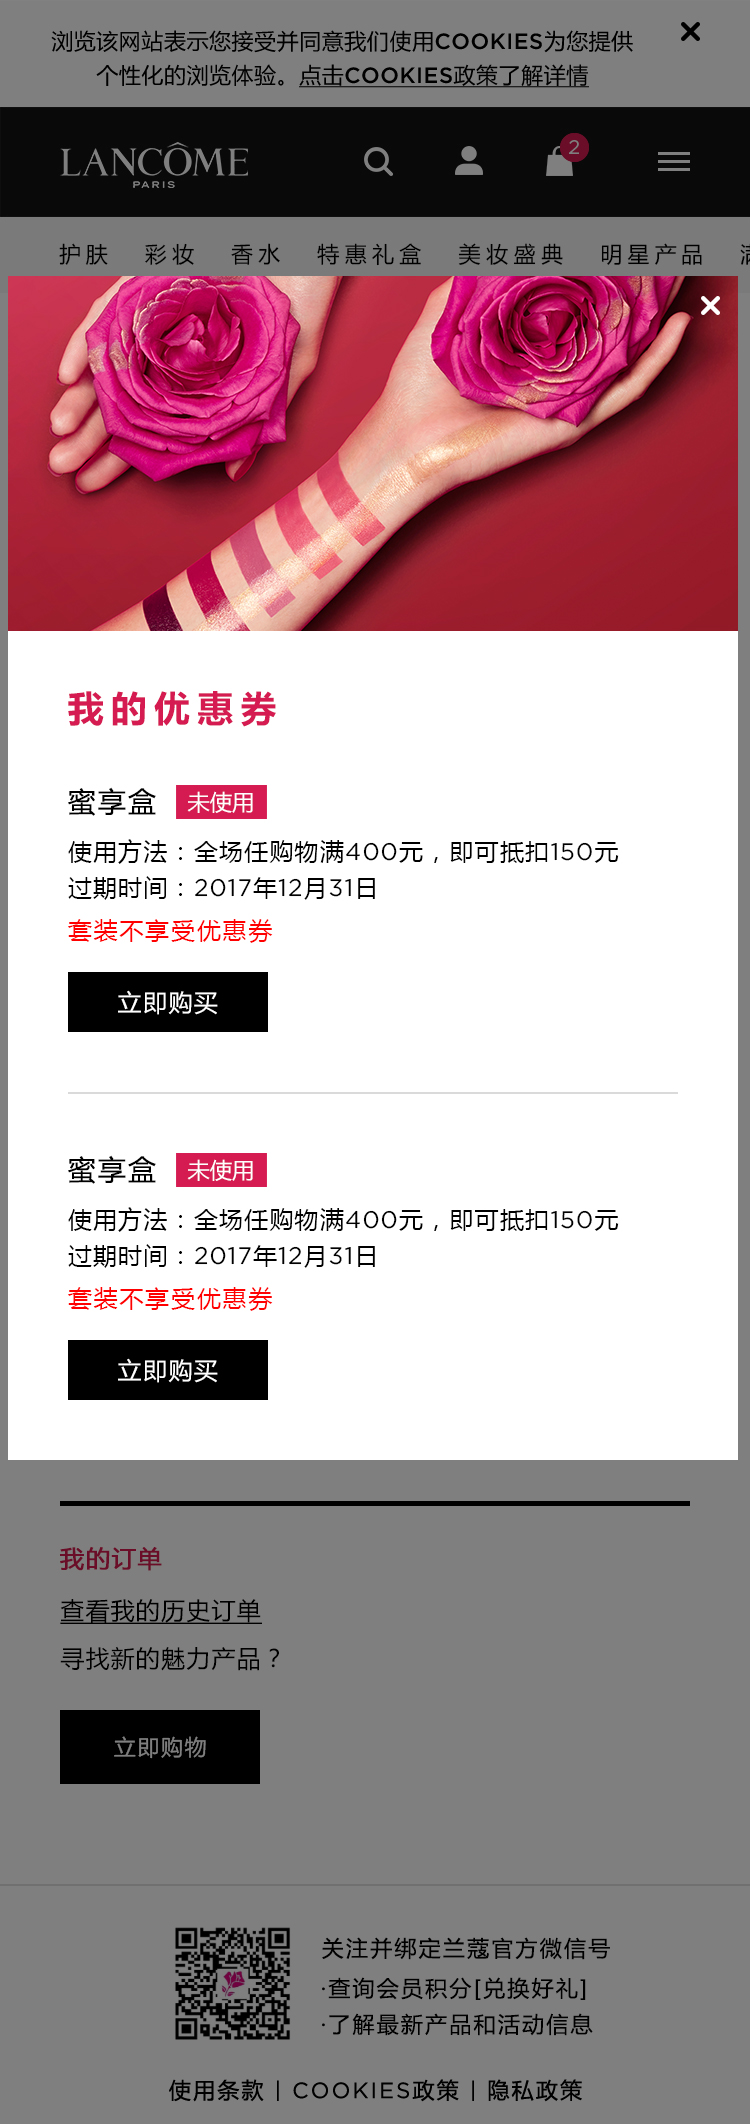 浏览该网站表示您接受并同意我们使用COOKIES为您提供
个性化的浏览体验。点击COOKIES政策了解详情
LANCÔME
PARIS
2
护肤 彩妆 香水 特惠礼盒 美妆盛典 明星产品
我的优惠券
蜜享盒 未使用
使用方法：全场任购物满400元，即可抵扣150元
过期时间：2017年12月31日
套装不享受优惠券
立即购买
蜜享盒 未使用
使用方法：全场任购物满400元，即可抵扣150元
过期时间：2017年12月31日
套装不享受优惠券
立即购买
我的订单
查看我的历史订单
寻找新的魅力产品？
立即购物
关注并绑定兰蔻官方微信号
·查询会员积分[兑换好礼]
·了解最新产品和活动信息
使用条款 | COOKIES政策 | 隐私政策